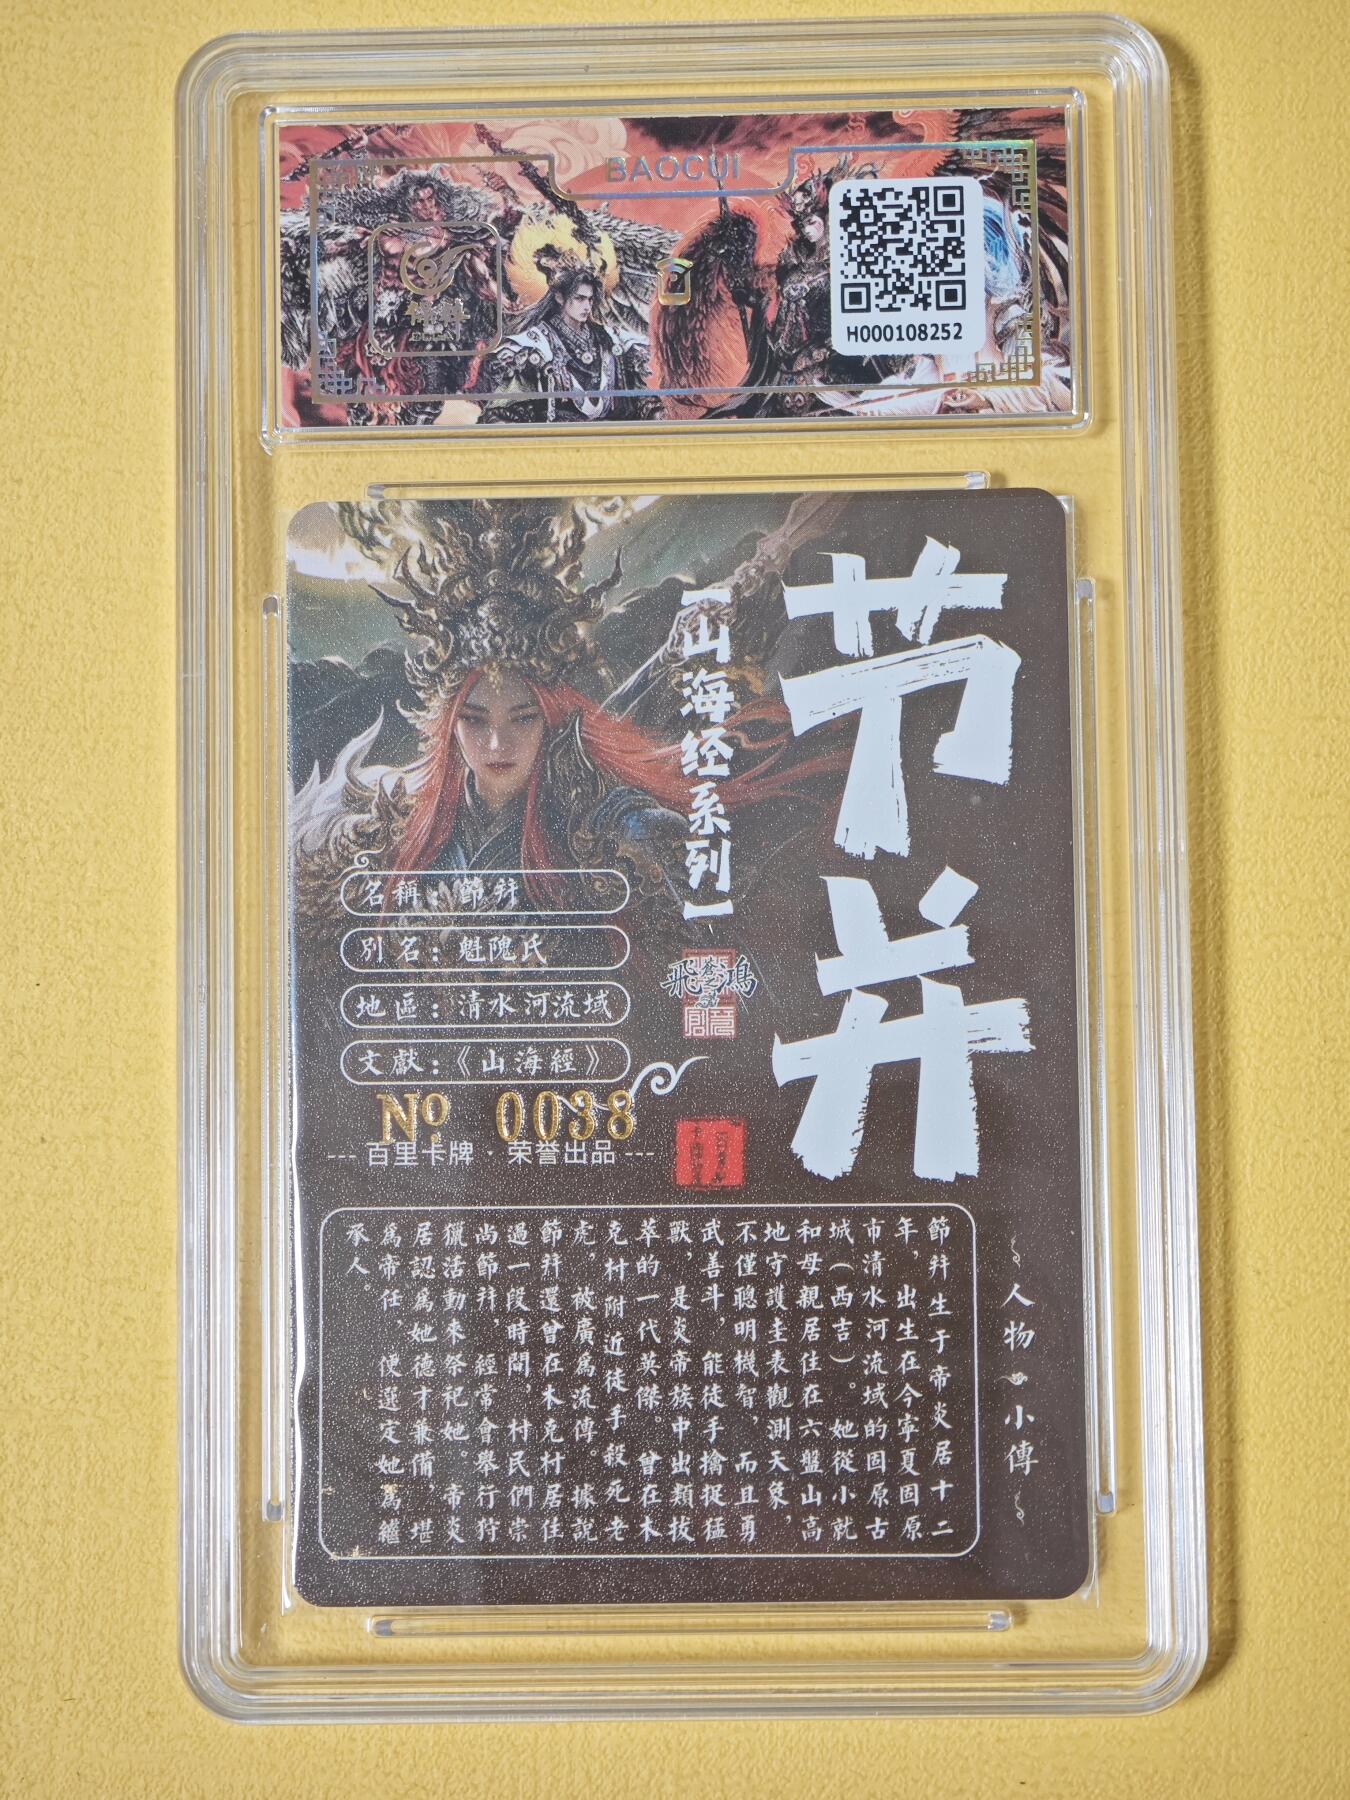 BAOCUI
H000108252
节并
【山海经系列】
飛蒼之鴻
名稱：節並
別名：魁隗氏
地區：清水河流域
文獻：《山海經》
№ 0038
--- 百里卡牌 · 荣誉出品 ---
人物小傳
節并生于帝炎居十二
年，出生在今寧夏固原
市清水河流域的固原古
城（西吉）。她從小就
和母親居住在六盤山高
地守護圭表觀測天象，
不僅聰明機智，而且勇
武善斗，能徒手擒捉猛
獸，是炎帝族中出類拔
萃的一代英傑。曾在木
克村附近徒手殺死老
虎，被廣爲流傳。據說
節并還曾在木克村居住
過一段時間，村民們崇
尚節并，經常會舉行狩
獵活動來祭祀她。帝炎
居認爲她德才兼備，堪
爲帝任，便選定她爲繼
承人。